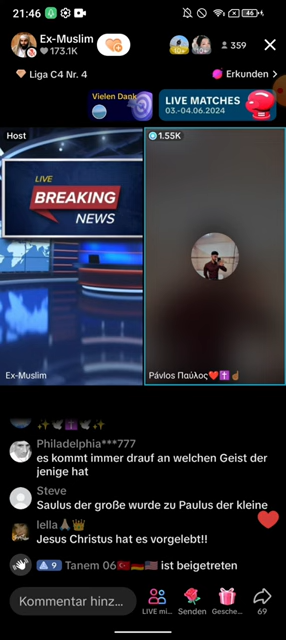 21:46
46
Ex-Muslim
173.1K
359
Liga C4 Nr. 4
Erkunden >
Vielen Dank
LIVE MATCHES
03.-04.06.2024
Host
LIVE
BREAKING
NEWS
Ex-Muslim
1.55K
Pávlos Παύλος❤️✝️☝🏾
✨🕊✝️🕊✨
Philadelphia***777
es kommt immer drauf an welchen Geist der
jenige hat
Steve
Saulus der große wurde zu Paulus der kleine
lella🙏🏽👑
Jesus Christus hat es vorgelebt!!
9 Tanem 06🇹🇷🇩🇪🇺🇸 ist beigetreten
Kommentar hinz...
LIVE mi...
Senden
Gesche...
69